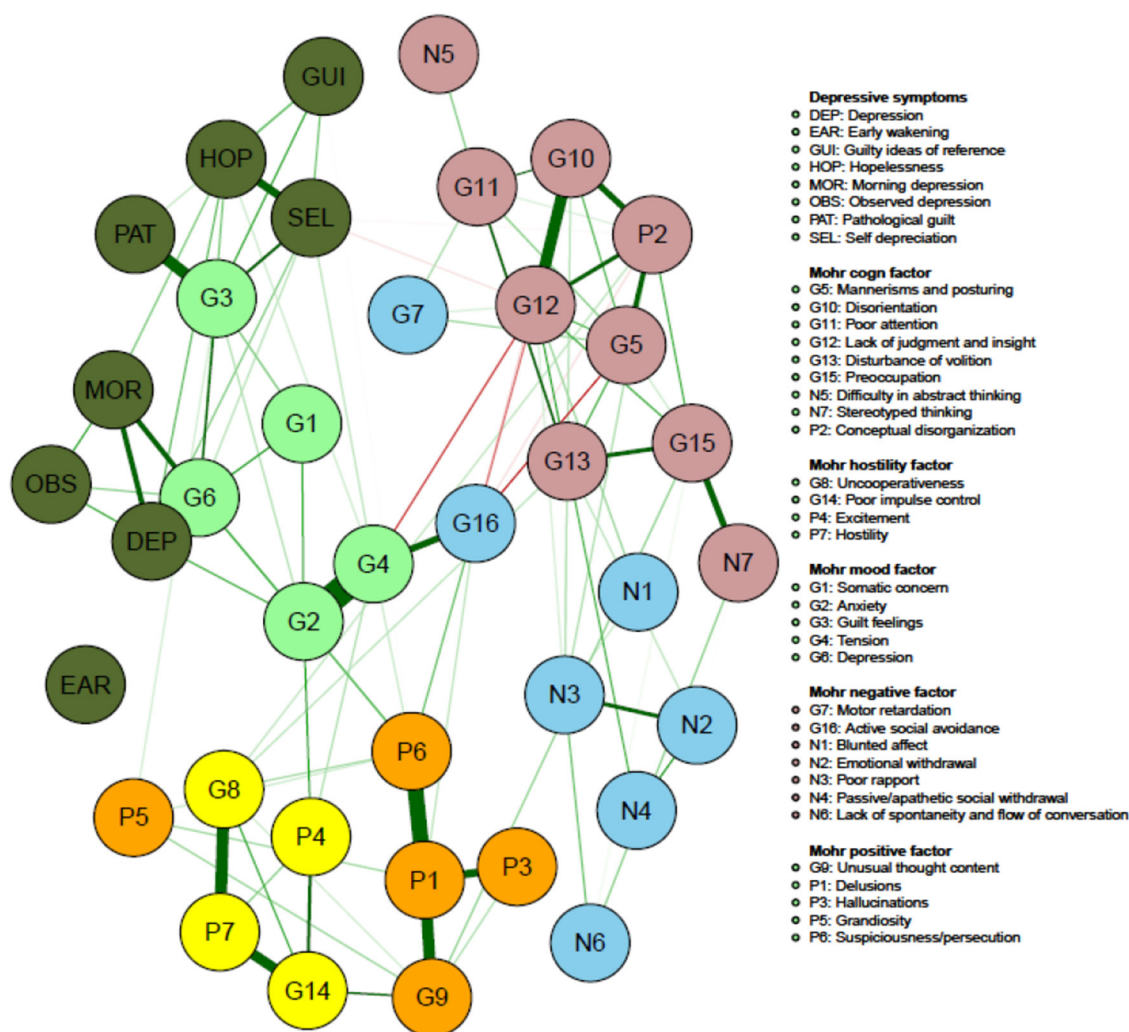 N5
GUI
HOP
G10
G11
SEL
PAT
P2
G3
G12
G7
G5
MOR
G1
G13
G15
OBS
G6
G16
DEP
G4
N7
N1
G2
EAR
N3
N2
P6
G8
P5
P4
N4
P3
P1
P7
N6
G14
G9
Depressive symptoms
DEP: Depression
EAR: Early wakening
GUI: Guilty ideas of reference
HOP: Hopelessness
MOR: Morning depression
OBS: Observed depression
PAT: Pathological guilt
SEL: Self depreciation
Mohr cogn factor
G5: Mannerisms and posturing
G10: Disorientation
G11: Poor attention
G12: Lack of judgment and insight
G13: Disturbance of volition
G15: Preoccupation
N5: Difficulty in abstract thinking
N7: Stereotyped thinking
P2: Conceptual disorganization
Mohr hostility factor
G8: Uncooperativeness
G14: Poor impulse control
P4: Excitement
P7: Hostility
Mohr mood factor
G1: Somatic concern
G2: Anxiety
G3: Guilt feelings
G4: Tension
G6: Depression
Mohr negative factor
G7: Motor retardation
G16: Active social avoidance
N1: Blunted affect
N2: Emotional withdrawal
N3: Poor rapport
N4: Passive/apathetic social withdrawal
N6: Lack of spontaneity and flow of conversation
Mohr positive factor
G9: Unusual thought content
P1: Delusions
P3: Hallucinations
P5: Grandiosity
P6: Suspiciousness/persecution